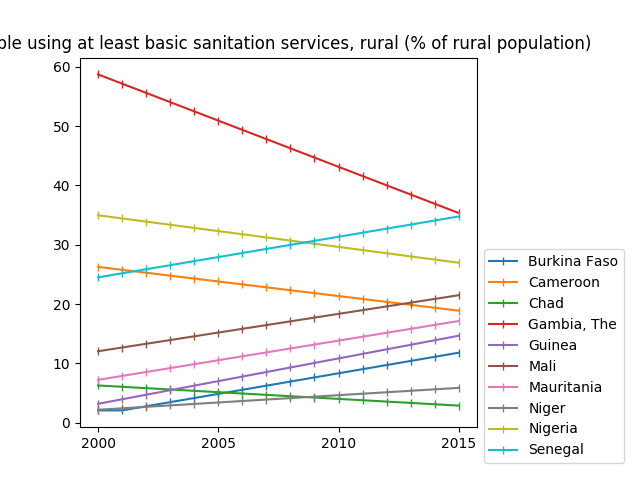 using at least basic sanitation services, rural (% of rural population)
60
50
40
30
20
10
0
2000
2005
2010
2015
Burkina Faso
Cameroon
Chad
Gambia, The
Guinea
Mali
Mauritania
Niger
Nigeria
Senegal